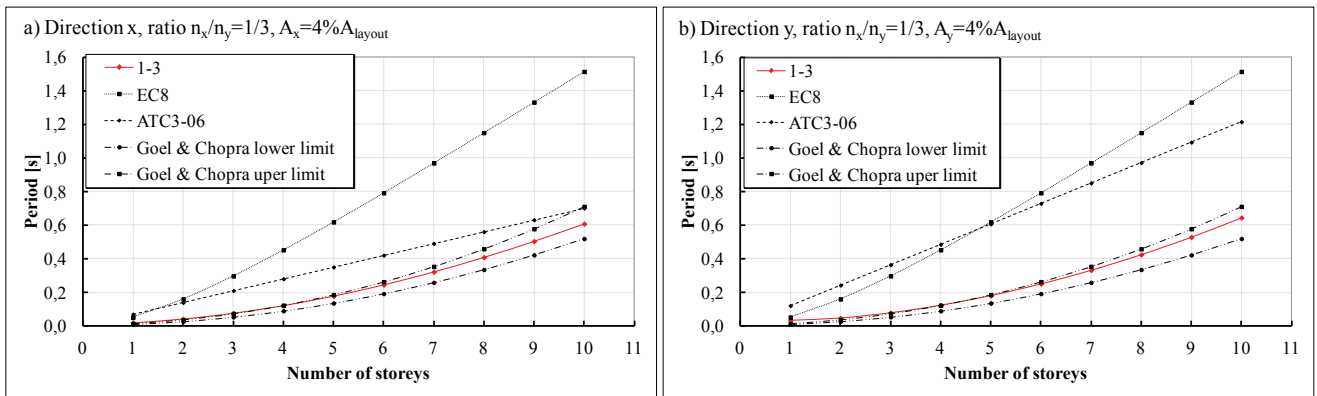 a) Direction x, ratio nx/ny=1/3, Ax=4%Alayout
1,6
1,4
1,2
1,0
0,8
0,6
0,4
0,2
0,0
Period [s]
1-3
EC8
ATC3-06
Goel & Chopra lower limit
Goel & Chopra uper limit
0 1 2 3 4 5 6 7 8 9 10 11
Number of storeys
b) Direction y, ratio nx/ny=1/3, Ay=4%Alayout
1,6
1,4
1,2
1,0
0,8
0,6
0,4
0,2
0,0
Period [s]
1-3
EC8
ATC3-06
Goel & Chopra lower limit
Goel & Chopra uper limit
0 1 2 3 4 5 6 7 8 9 10 11
Number of storeys